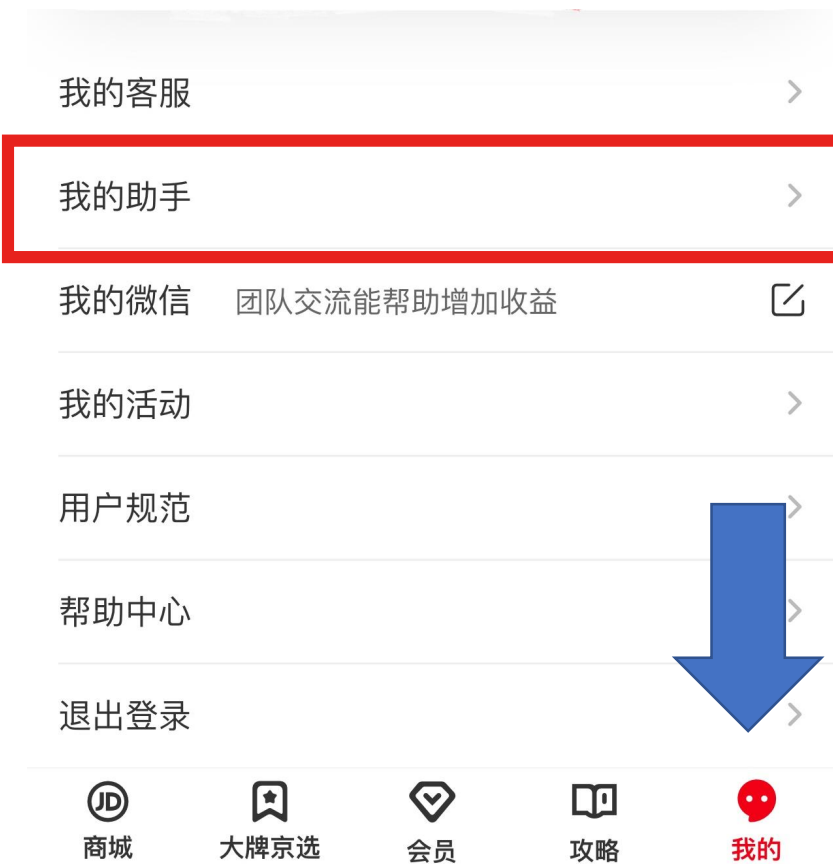 我的客服
我的助手
我的微信 团队交流能帮助增加收益
我的活动
用户规范
帮助中心
退出登录
JD
商城 大牌京选 会员 攻略 我的